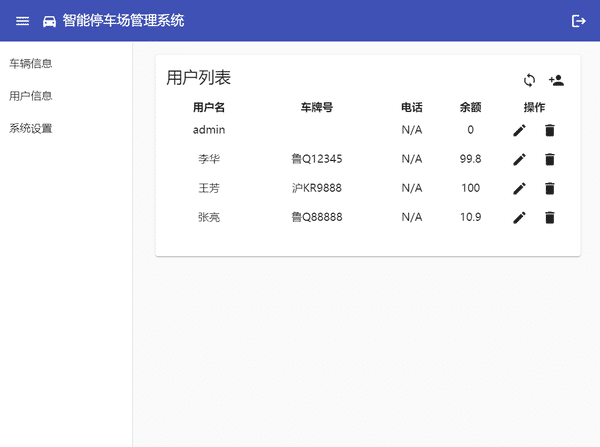 智能停车场管理系统
车辆信息
用户信息
系统设置
用户列表
用户名 车牌号 电话 余额 操作
admin N/A 0
李华 鲁Q12345 N/A 99.8
王芳 沪KR9888 N/A 100
张亮 鲁Q88888 N/A 10.9